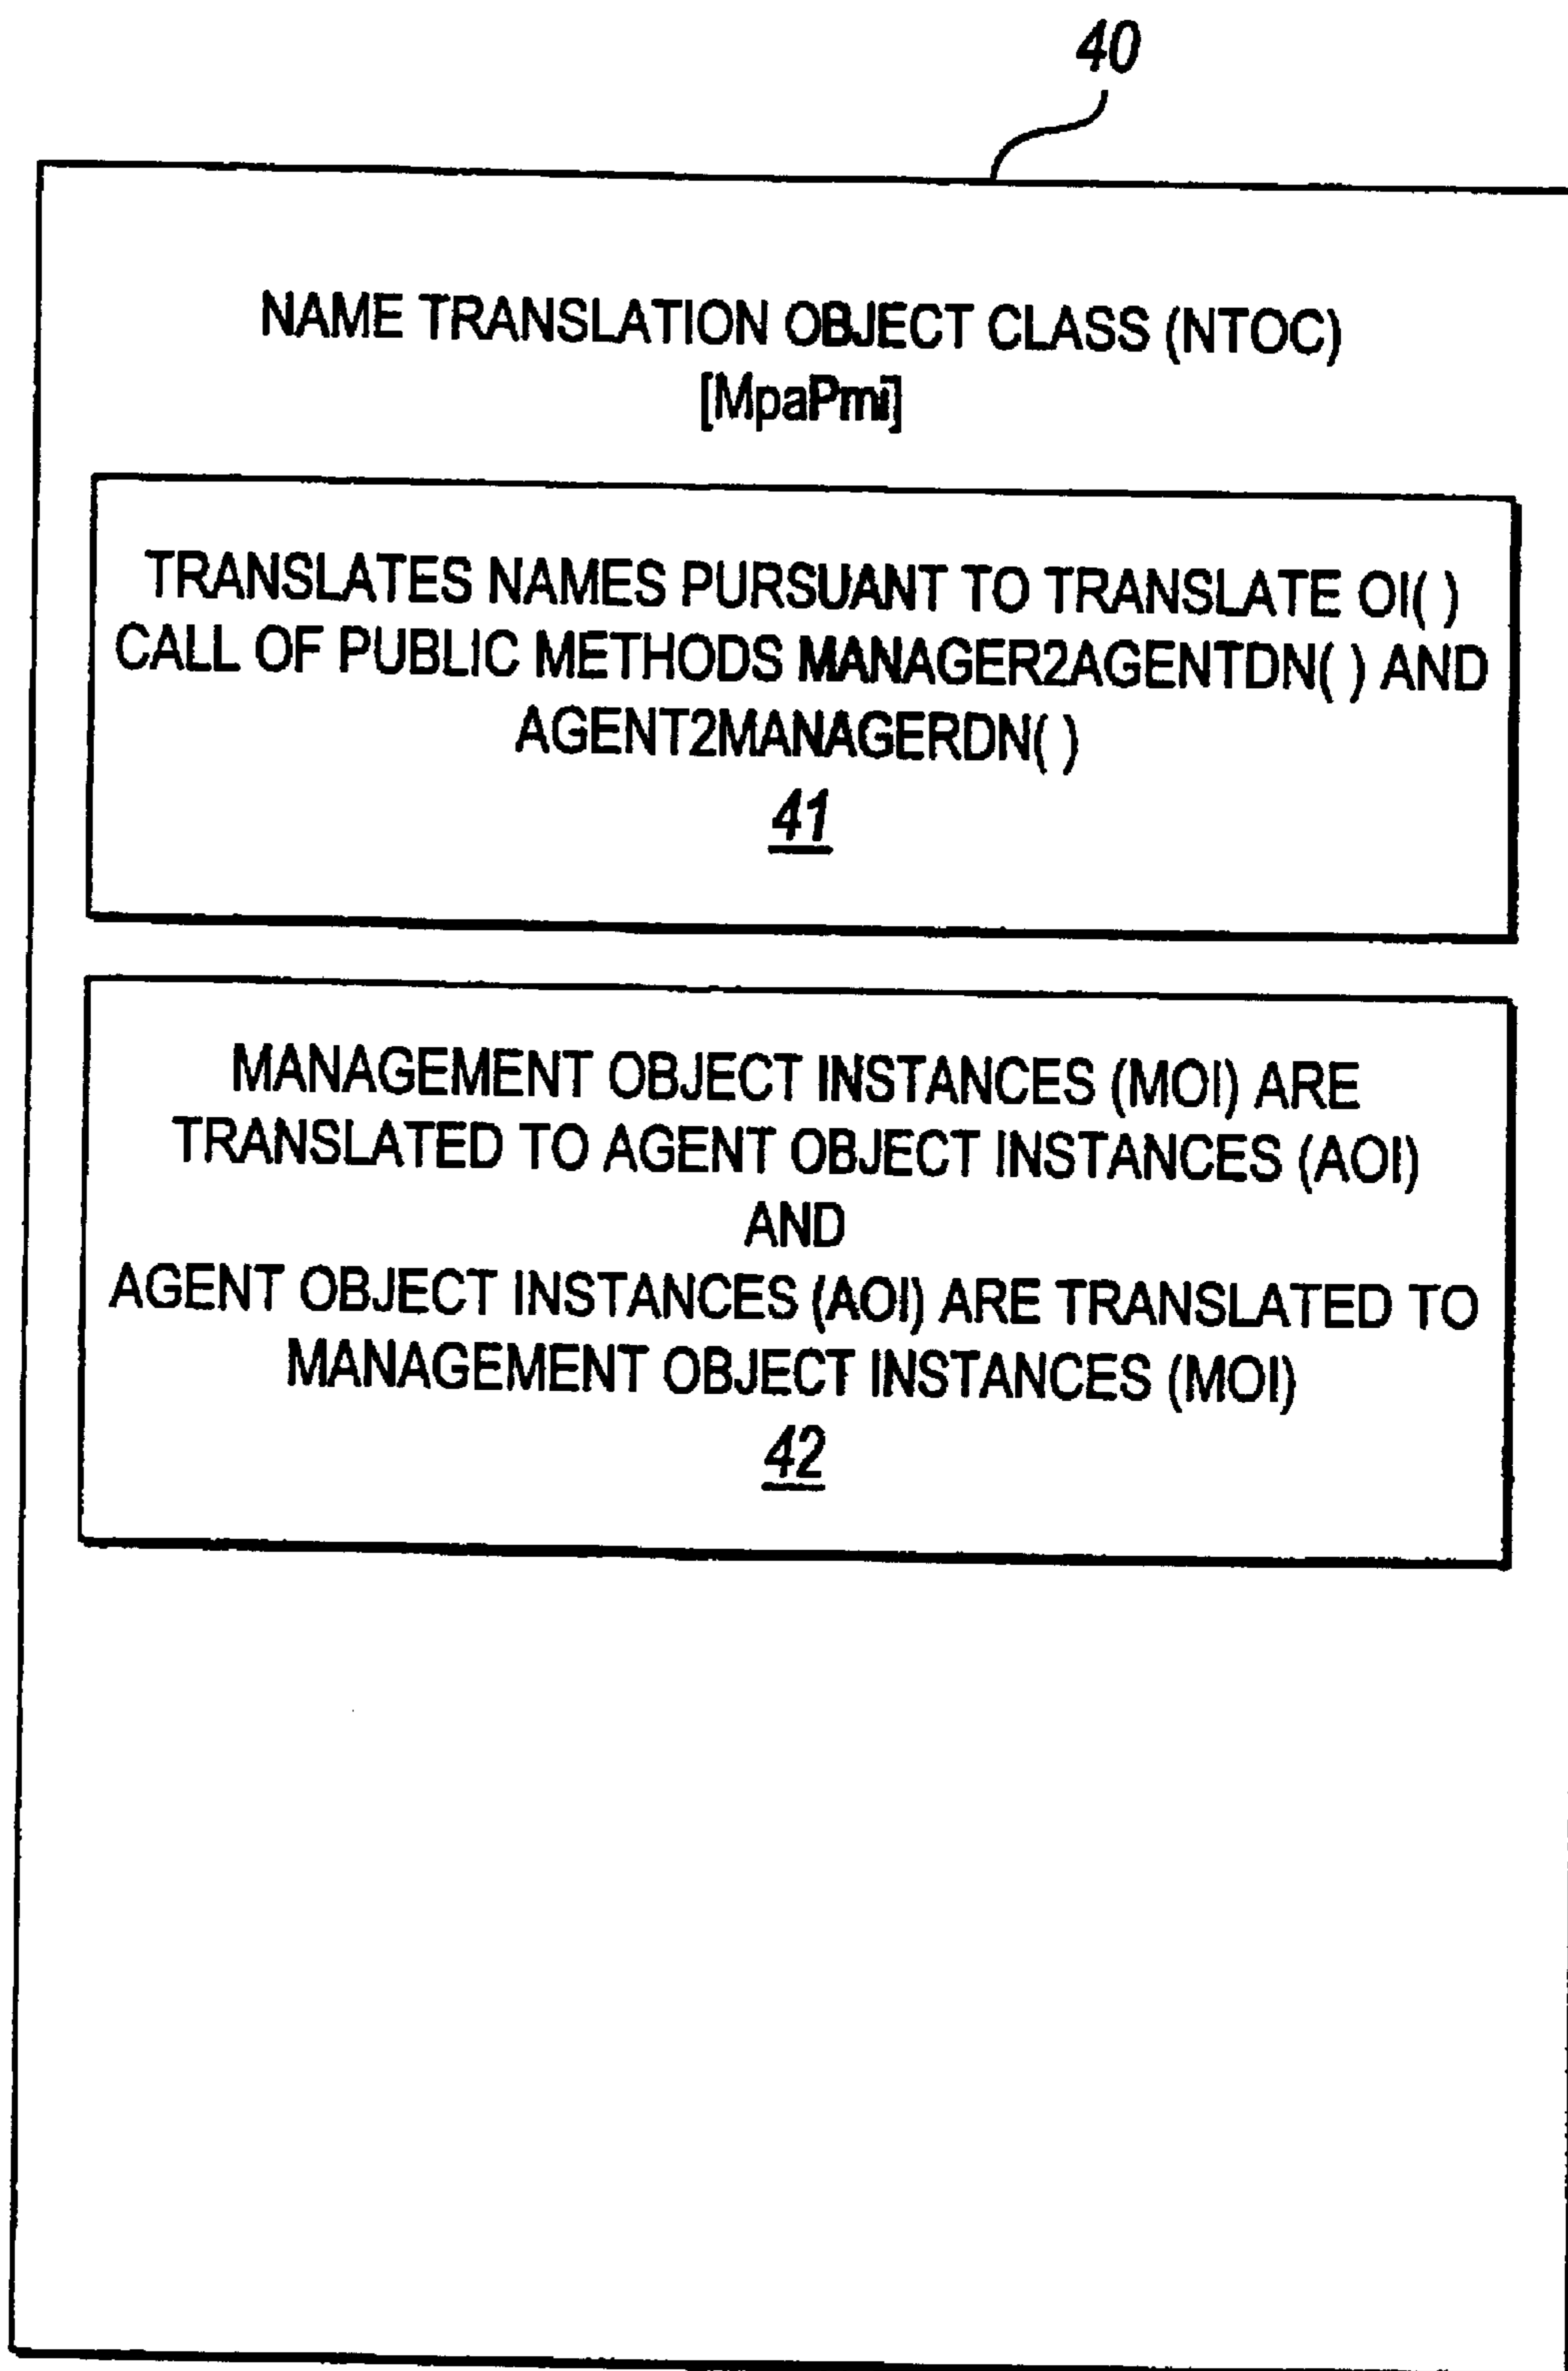 40
NAME TRANSLATION OBJECT CLASS (NTOC)
[MpaPmi]
TRANSLATES NAMES PURSUANT TO TRANSLATE OI( )
CALL OF PUBLIC METHODS MANAGER2AGENTDN( ) AND
AGENT2MANAGERDN( )
41
MANAGEMENT OBJECT INSTANCES (MOI) ARE
TRANSLATED TO AGENT OBJECT INSTANCES (AOI)
AND
AGENT OBJECT INSTANCES (AOI) ARE TRANSLATED TO
MANAGEMENT OBJECT INSTANCES (MOI)
42